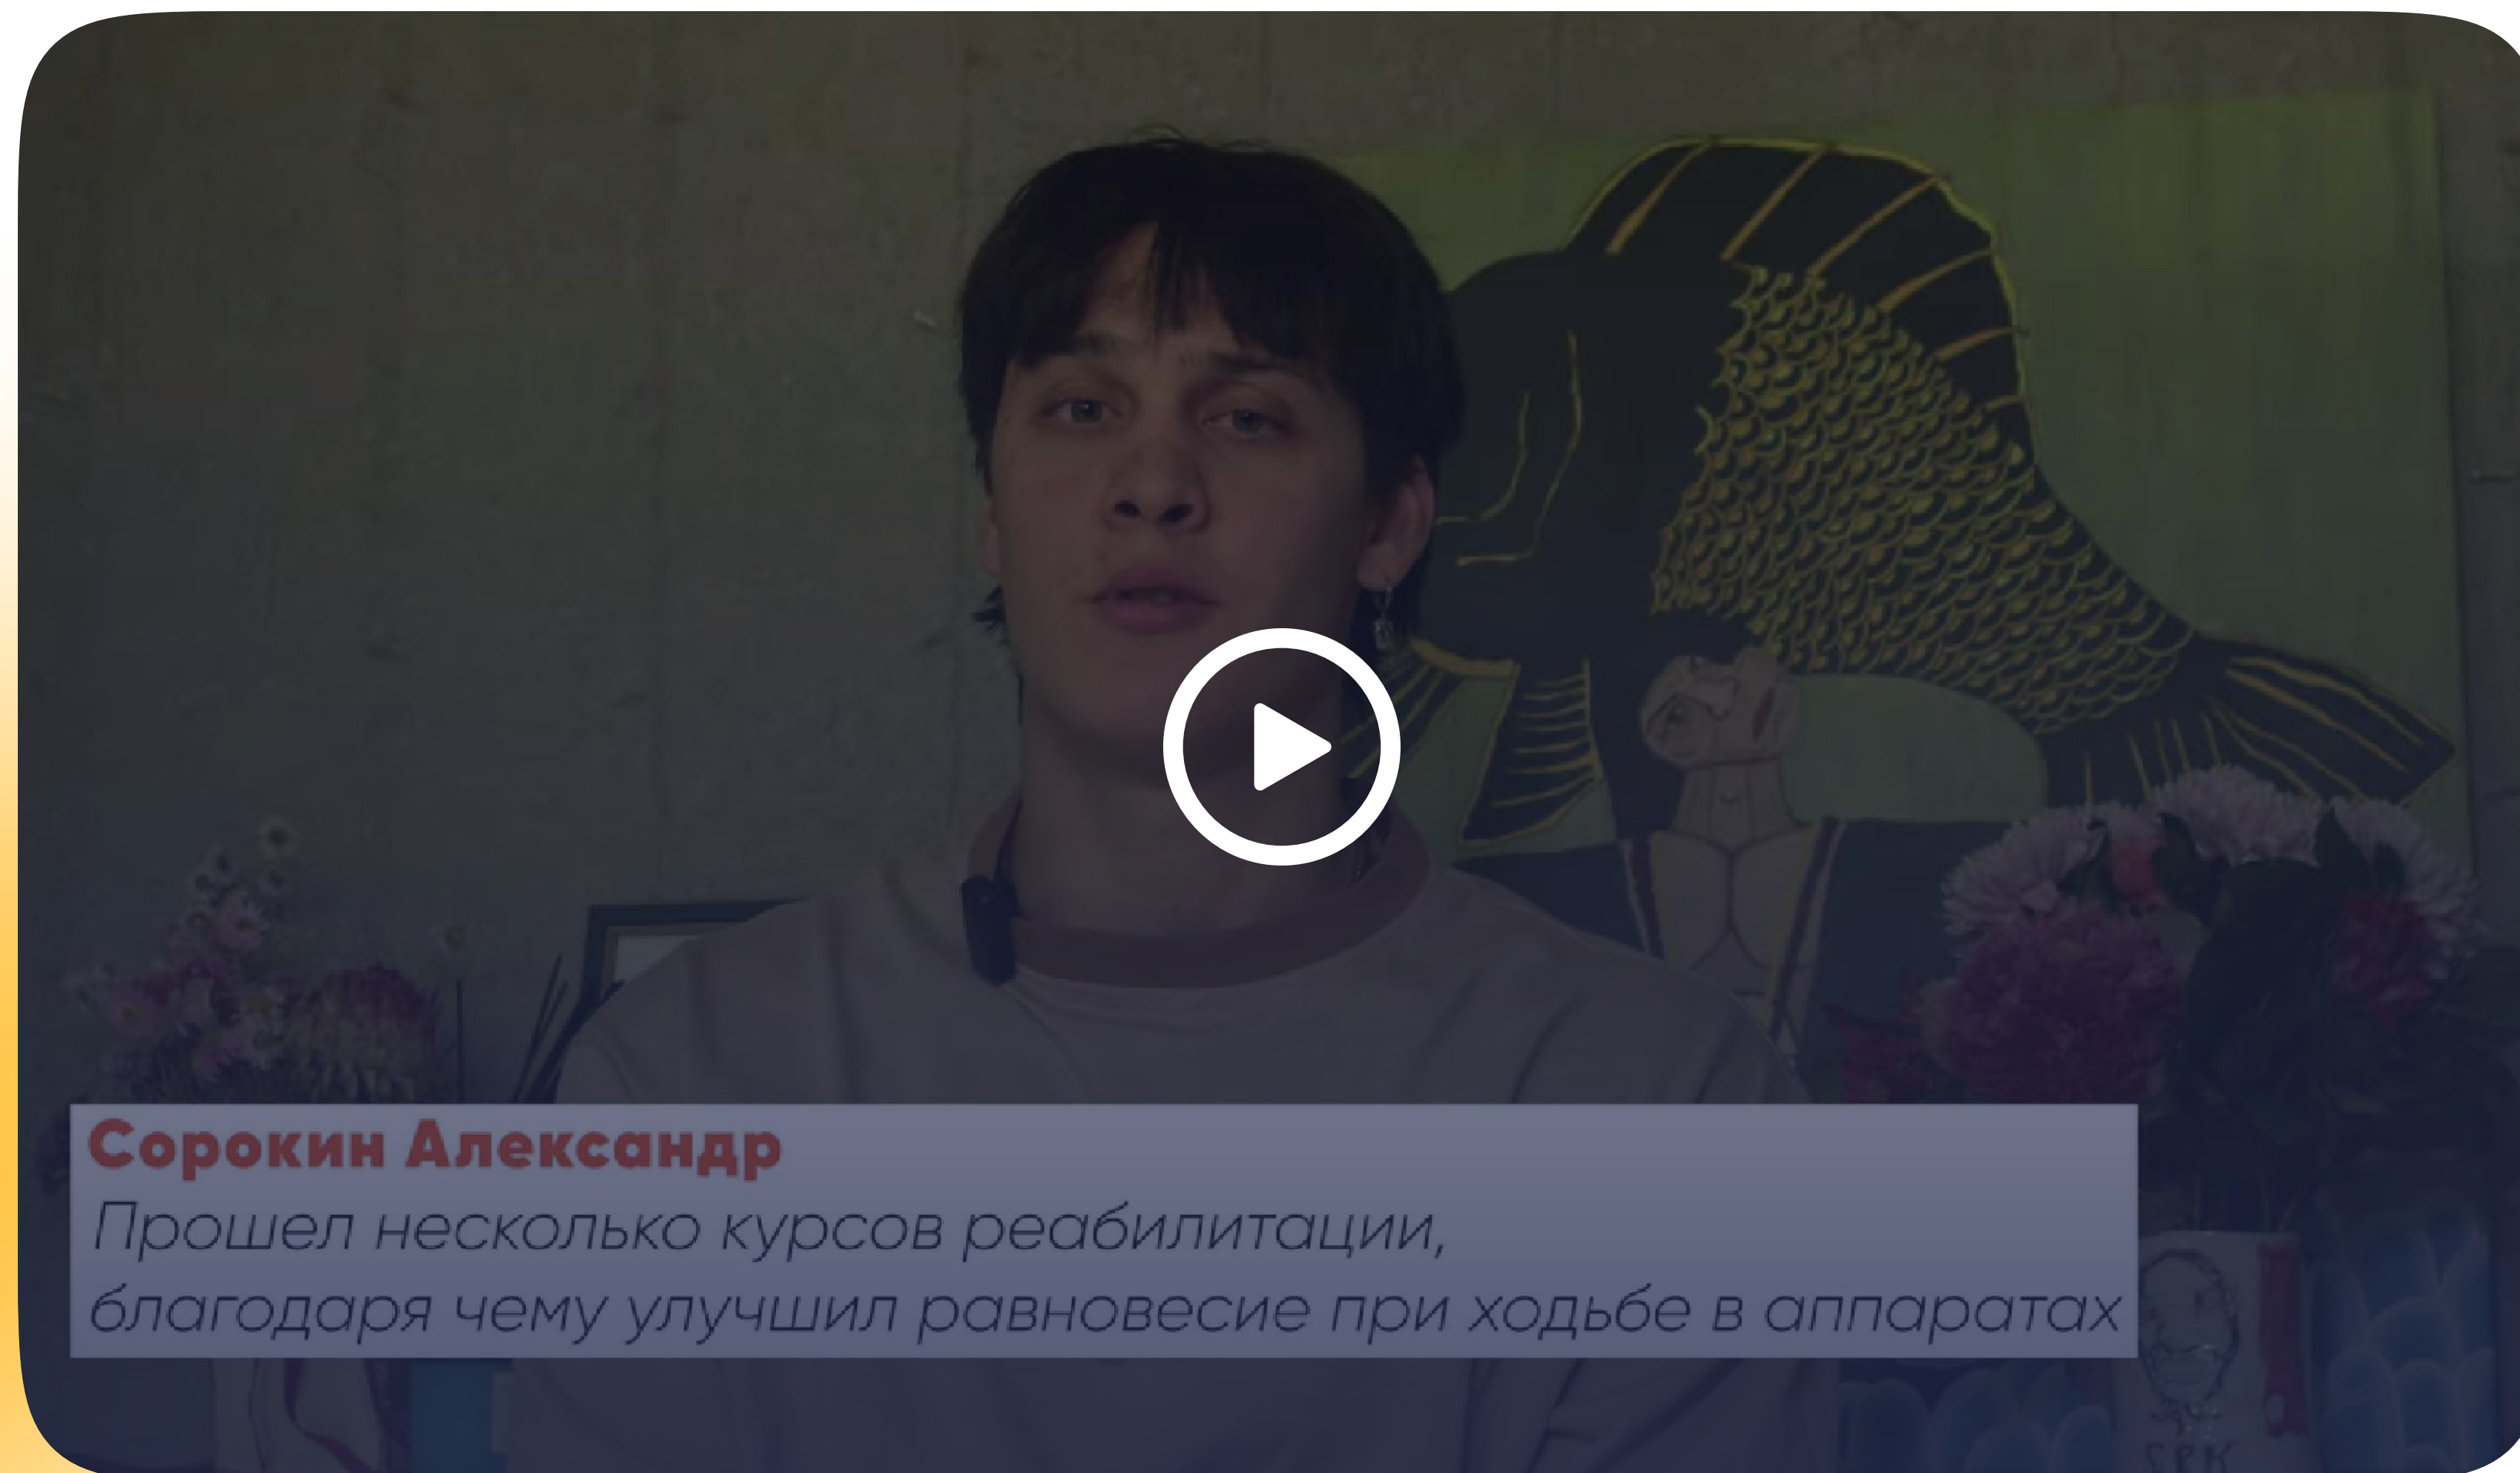 Сорокин Александр
Прошел несколько курсов реабилитации,
благодаря чему улучшил равновесие при ходьбе в аппаратах